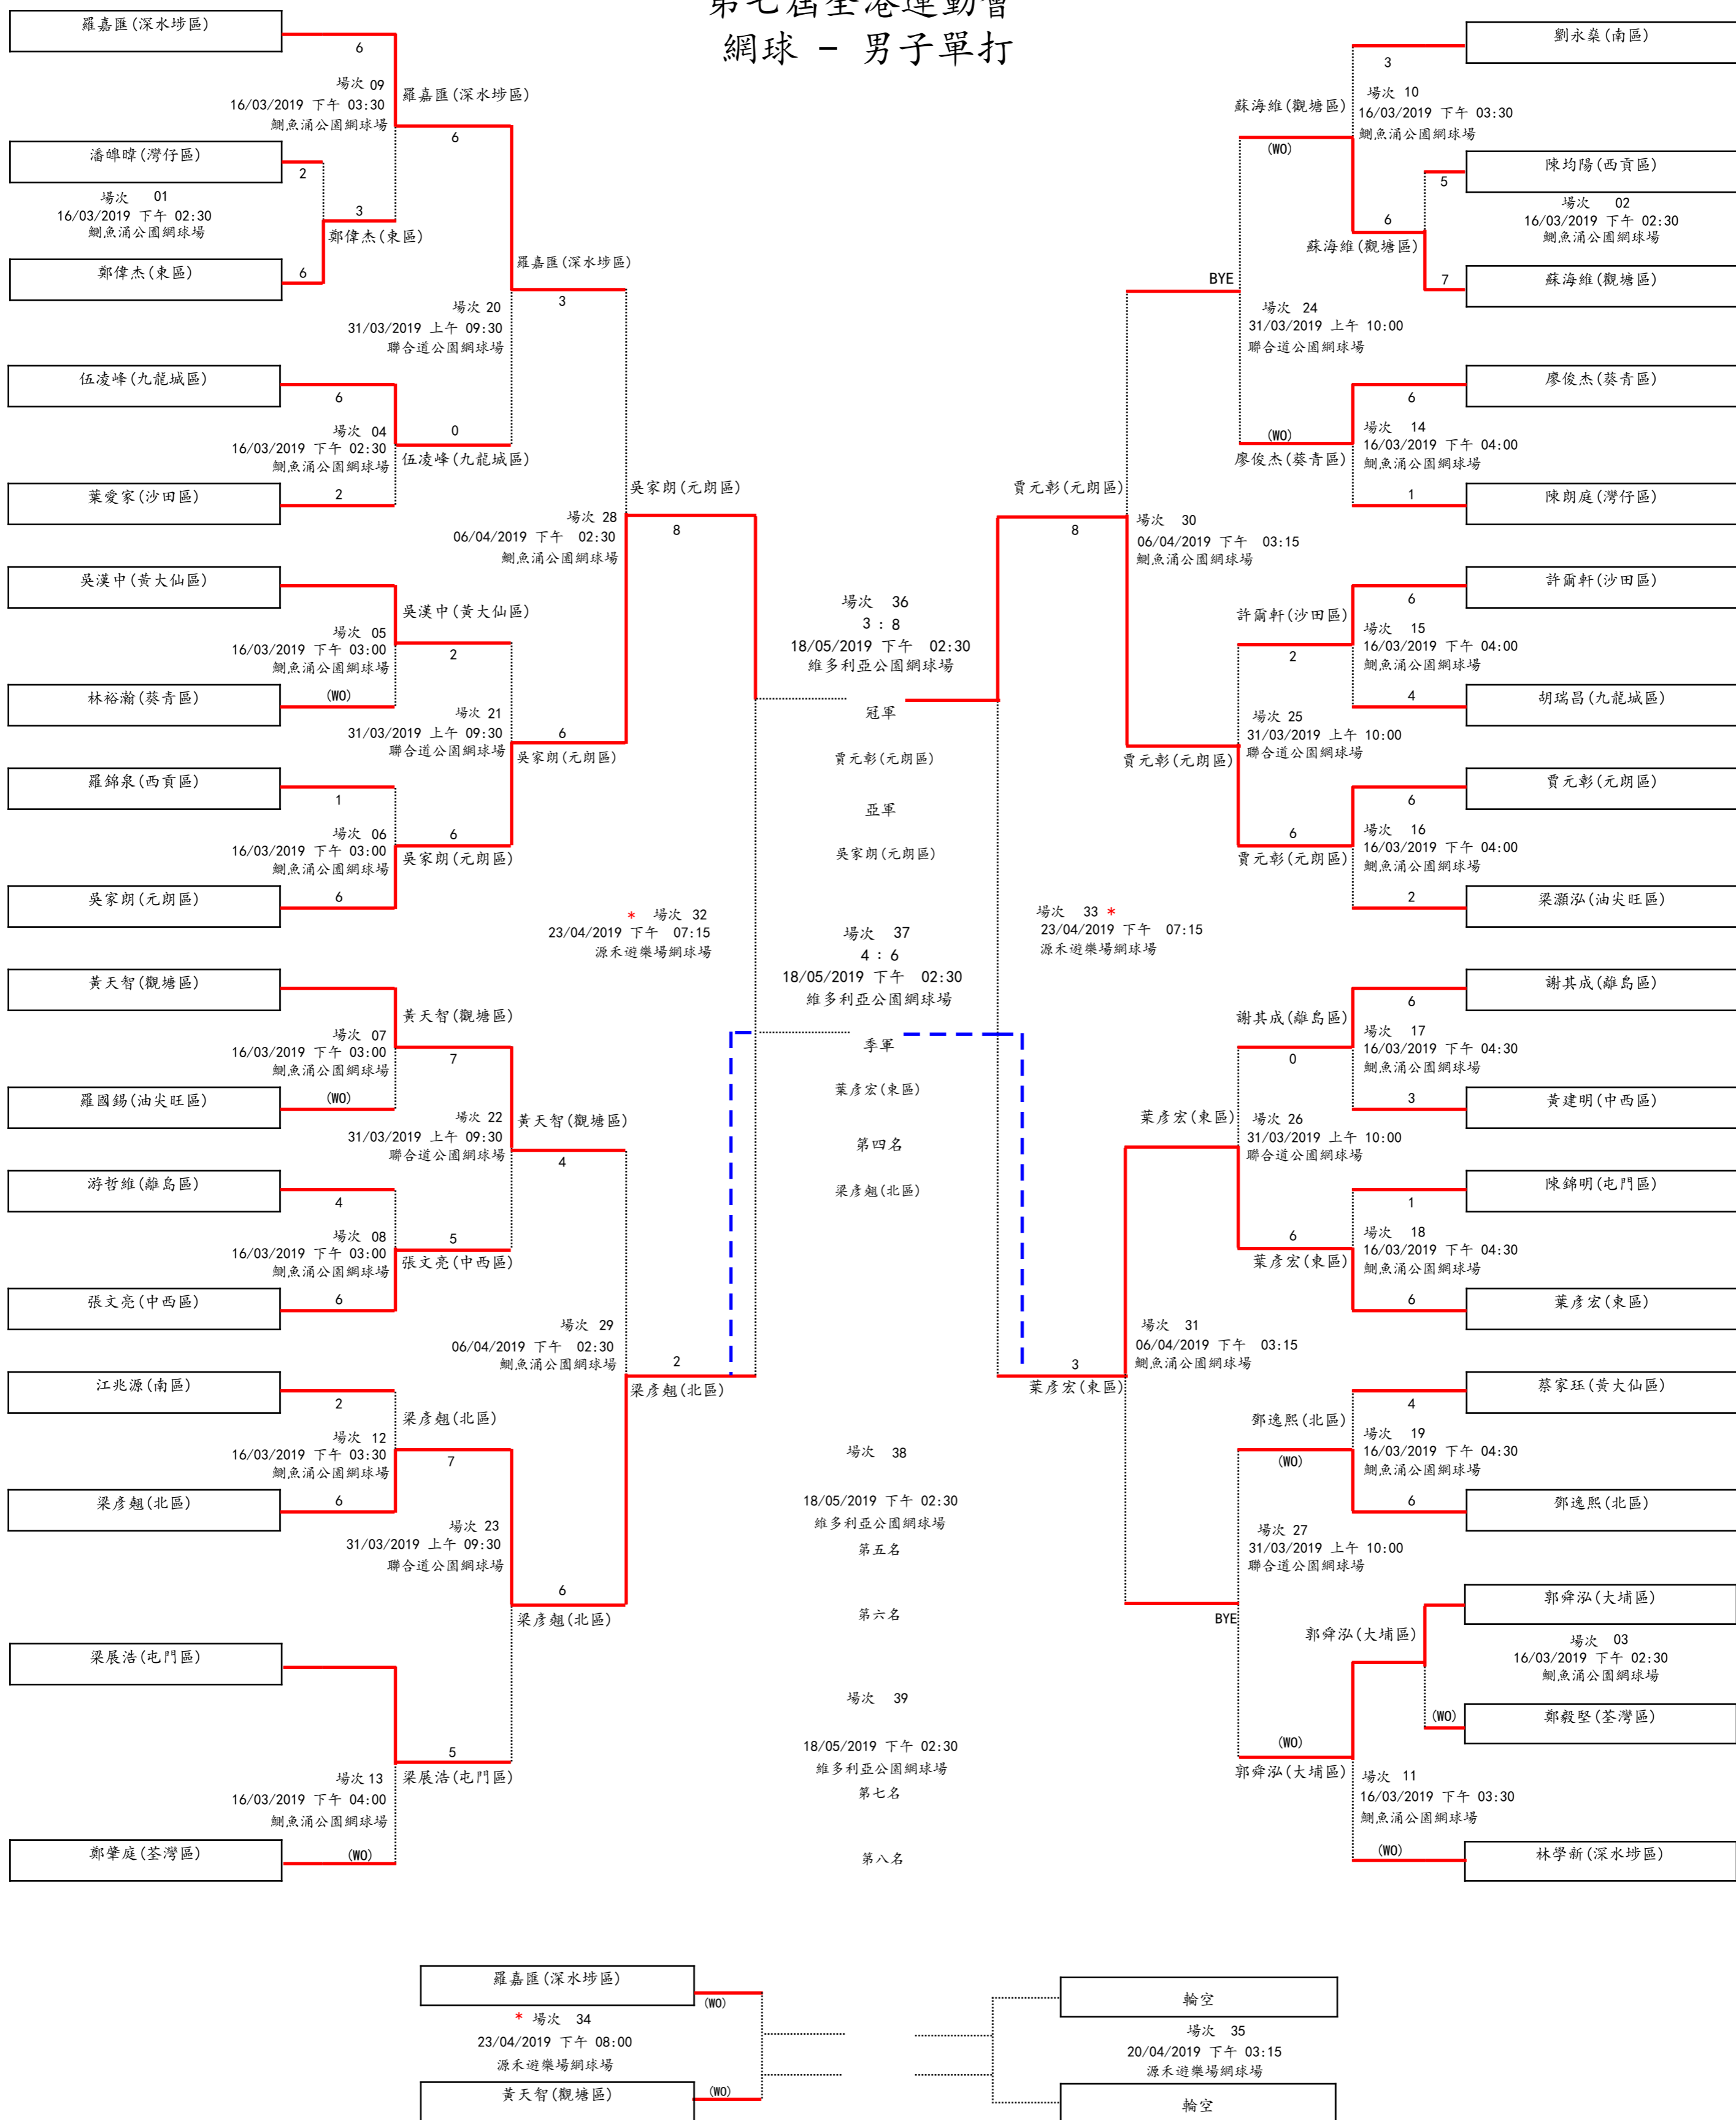 第七屆全港運動會
網球 – 男子單打
羅嘉匯(深水埗區)
6
場次 09
16/03/2019 下午 03:30
鰂魚涌公園網球場
羅嘉匯(深水埗區)
6
潘皞暐(灣仔區)
2
場次 01
16/03/2019 下午 02:30
鰂魚涌公園網球場
3
鄭偉杰(東區)
鄭偉杰(東區)
6
羅嘉匯(深水埗區)
3
場次 20
31/03/2019 上午 09:30
聯合道公園網球場
伍凌峰(九龍城區)
6
場次 04
16/03/2019 下午 02:30
鰂魚涌公園網球場
0
伍凌峰(九龍城區)
葉愛家(沙田區)
2
吳家朗(元朗區)
8
場次 28
06/04/2019 下午 02:30
鰂魚涌公園網球場
吳漢中(黃大仙區)
吳漢中(黃大仙區)
2
場次 05
16/03/2019 下午 03:00
鰂魚涌公園網球場
林裕瀚(葵青區)
(WO)
場次 21
31/03/2019 上午 09:30
聯合道公園網球場
6
吳家朗(元朗區)
羅錦泉(西貢區)
1
場次 06
16/03/2019 下午 03:00
鰂魚涌公園網球場
6
吳家朗(元朗區)
吳家朗(元朗區)
6
* 場次 32
23/04/2019 下午 07:15
源禾遊樂場網球場
黃天智(觀塘區)
黃天智(觀塘區)
7
場次 07
16/03/2019 下午 03:00
鰂魚涌公園網球場
羅國錫(油尖旺區)
(WO)
場次 22
31/03/2019 上午 09:30
聯合道公園網球場
黃天智(觀塘區)
4
游哲維(離島區)
4
場次 08
16/03/2019 下午 03:00
鰂魚涌公園網球場
5
張文亮(中西區)
張文亮(中西區)
6
場次 29
06/04/2019 下午 02:30
鰂魚涌公園網球場
2
梁彥翹(北區)
江兆源(南區)
2
梁彥翹(北區)
7
場次 12
16/03/2019 下午 03:30
鰂魚涌公園網球場
梁彥翹(北區)
6
場次 23
31/03/2019 上午 09:30
聯合道公園網球場
6
梁彥翹(北區)
梁展浩(屯門區)
5
梁展浩(屯門區)
場次 13
16/03/2019 下午 04:00
鰂魚涌公園網球場
鄭肇庭(荃灣區)
(WO)
場次 36
3 : 8
18/05/2019 下午 02:30
維多利亞公園網球場
冠軍
賈元彰(元朗區)
亞軍
吳家朗(元朗區)
場次 37
4 : 6
18/05/2019 下午 02:30
維多利亞公園網球場
季軍
葉彥宏(東區)
第四名
梁彥翹(北區)
場次 38
18/05/2019 下午 02:30
維多利亞公園網球場
第五名
第六名
場次 39
18/05/2019 下午 02:30
維多利亞公園網球場
第七名
第八名
劉永燊(南區)
3
蘇海維(觀塘區)
(WO)
場次 10
16/03/2019 下午 03:30
鰂魚涌公園網球場
陳均陽(西貢區)
5
場次 02
16/03/2019 下午 02:30
鰂魚涌公園網球場
6
蘇海維(觀塘區)
7
蘇海維(觀塘區)
BYE
場次 24
31/03/2019 上午 10:00
聯合道公園網球場
廖俊杰(葵青區)
6
(WO)
廖俊杰(葵青區)
場次 14
16/03/2019 下午 04:00
鰂魚涌公園網球場
1
陳朗庭(灣仔區)
賈元彰(元朗區)
8
場次 30
06/04/2019 下午 03:15
鰂魚涌公園網球場
許爾軒(沙田區)
6
許爾軒(沙田區)
2
場次 15
16/03/2019 下午 04:00
鰂魚涌公園網球場
4
胡瑞昌(九龍城區)
場次 25
31/03/2019 上午 10:00
聯合道公園網球場
賈元彰(元朗區)
賈元彰(元朗區)
6
6
賈元彰(元朗區)
場次 16
16/03/2019 下午 04:00
鰂魚涌公園網球場
2
梁灝泓(油尖旺區)
場次 33 *
23/04/2019 下午 07:15
源禾遊樂場網球場
謝其成(離島區)
6
謝其成(離島區)
0
場次 17
16/03/2019 下午 04:30
鰂魚涌公園網球場
3
黃建明(中西區)
葉彥宏(東區)
場次 26
31/03/2019 上午 10:00
聯合道公園網球場
陳錦明(屯門區)
1
6
葉彥宏(東區)
場次 18
16/03/2019 下午 04:30
鰂魚涌公園網球場
6
葉彥宏(東區)
3
葉彥宏(東區)
場次 31
06/04/2019 下午 03:15
鰂魚涌公園網球場
蔡家珏(黃大仙區)
4
鄧逸熙(北區)
(WO)
場次 19
16/03/2019 下午 04:30
鰂魚涌公園網球場
6
鄧逸熙(北區)
場次 27
31/03/2019 上午 10:00
聯合道公園網球場
BYE
郭舜泓(大埔區)
郭舜泓(大埔區)
場次 03
16/03/2019 下午 02:30
鰂魚涌公園網球場
(WO)
鄭毅堅(荃灣區)
(WO)
郭舜泓(大埔區)
場次 11
16/03/2019 下午 03:30
鰂魚涌公園網球場
(WO)
林學新(深水埗區)
羅嘉匯(深水埗區)
(WO)
* 場次 34
23/04/2019 下午 08:00
源禾遊樂場網球場
黃天智(觀塘區)
(WO)
輪空
場次 35
20/04/2019 下午 03:15
源禾遊樂場網球場
輪空